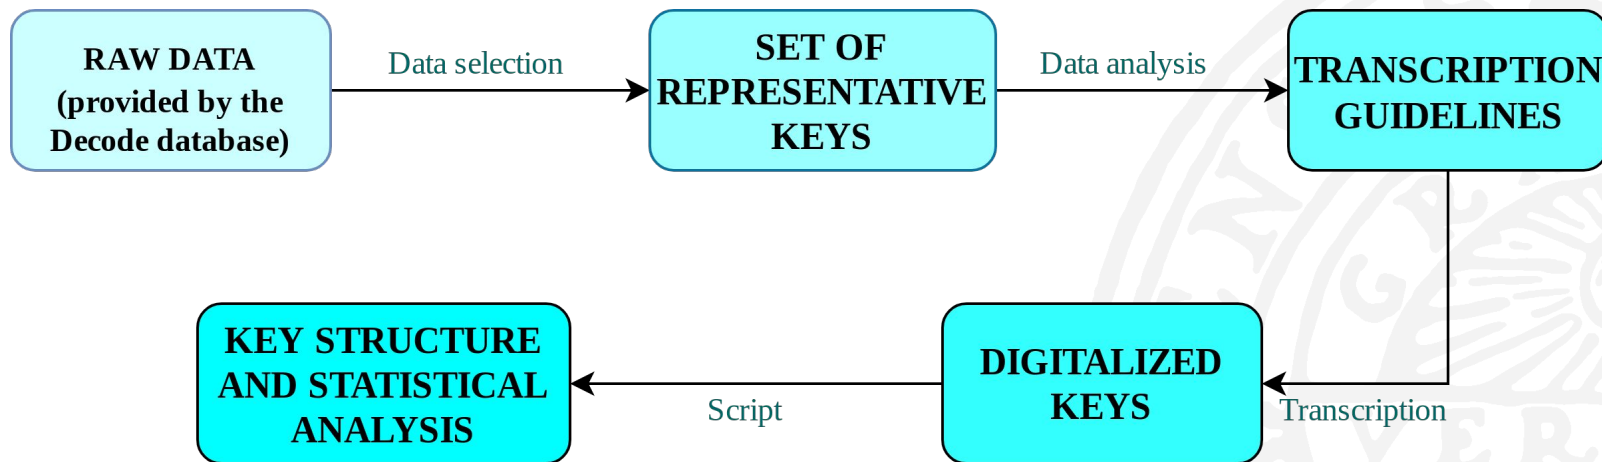 RAW DATA
(provided by the
Decode database)
Data selection
SET OF
REPRESENTATIVE
KEYS
Data analysis
TRANSCRIPTION
GUIDELINES
Transcription
DIGITALIZED
KEYS
Script
KEY STRUCTURE
AND STATISTICAL
ANALYSIS